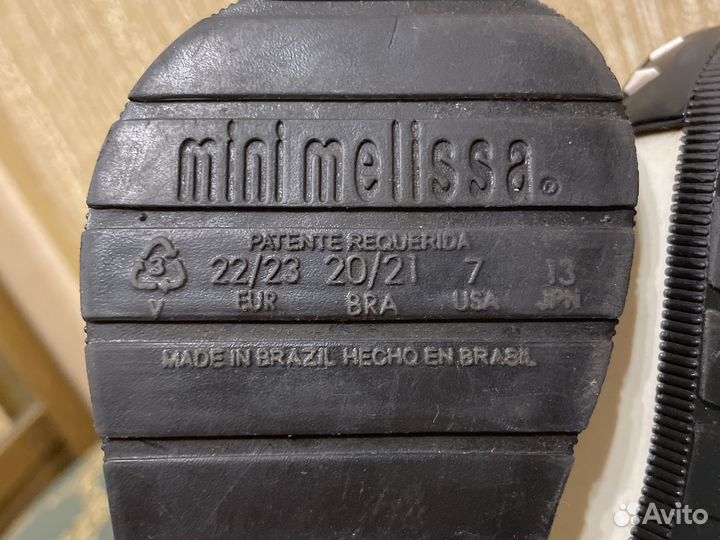 mini melissa®
PATENTE REQUERIDA
3 22/23 20/21 7 13
V EUR BRA USA JPN
MADE IN BRAZIL HECHO EN BRASIL
Avito